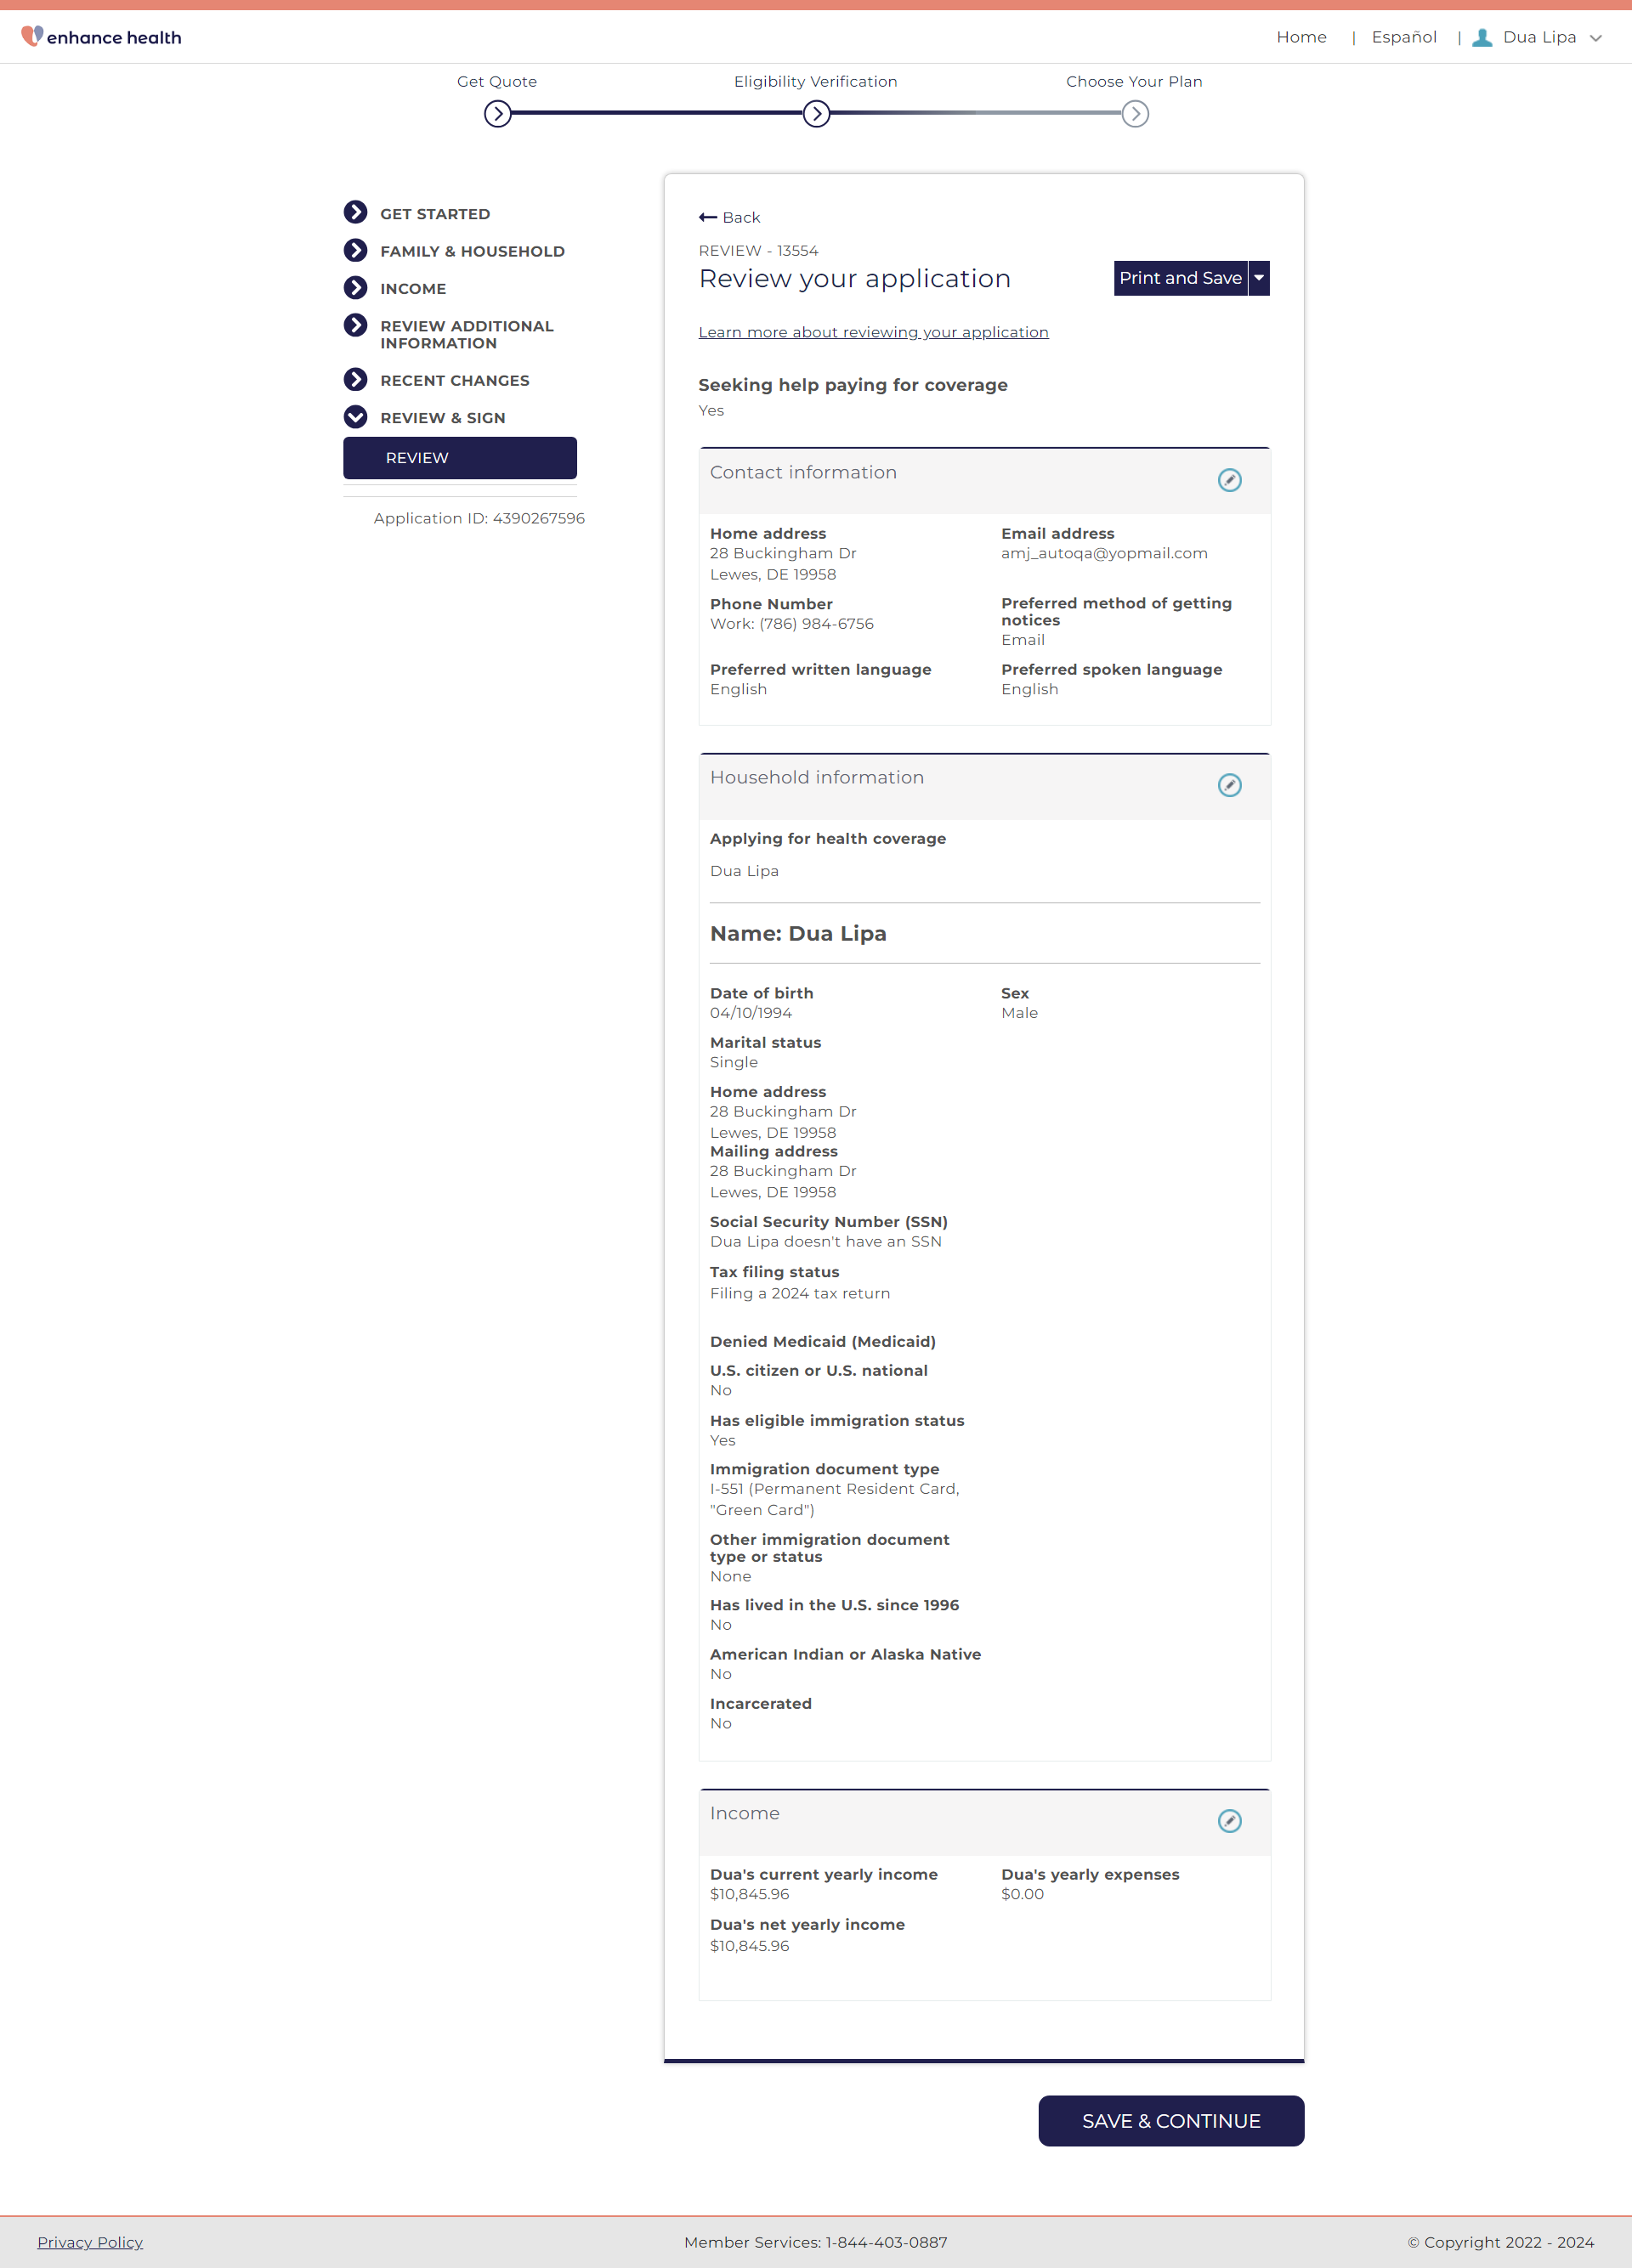 enhance health
Home | Español | Dua Lipa
Get Quote
Eligibility Verification
Choose Your Plan
GET STARTED
FAMILY & HOUSEHOLD
INCOME
REVIEW ADDITIONAL
INFORMATION
RECENT CHANGES
REVIEW & SIGN
REVIEW
Application ID: 4390267596
Back
REVIEW - 13554
Review your application
Print and Save
Learn more about reviewing your application
Seeking help paying for coverage
Yes
Contact information
Home address
28 Buckingham Dr
Lewes, DE 19958
Email address
amj_autoqa@yopmail.com
Phone Number
Work: (786) 984-6756
Preferred method of getting
notices
Email
Preferred written language
English
Preferred spoken language
English
Household information
Applying for health coverage
Dua Lipa
Name: Dua Lipa
Date of birth
04/10/1994
Sex
Male
Marital status
Single
Home address
28 Buckingham Dr
Lewes, DE 19958
Mailing address
28 Buckingham Dr
Lewes, DE 19958
Social Security Number (SSN)
Dua Lipa doesn't have an SSN
Tax filing status
Filing a 2024 tax return
Denied Medicaid (Medicaid)
U.S. citizen or U.S. national
No
Has eligible immigration status
Yes
Immigration document type
I-551 (Permanent Resident Card,
"Green Card")
Other immigration document
type or status
None
Has lived in the U.S. since 1996
No
American Indian or Alaska Native
No
Incarcerated
No
Income
Dua's current yearly income
$10,845.96
Dua's yearly expenses
$0.00
Dua's net yearly income
$10,845.96
SAVE & CONTINUE
Privacy Policy
Member Services: 1-844-403-0887
© Copyright 2022 - 2024